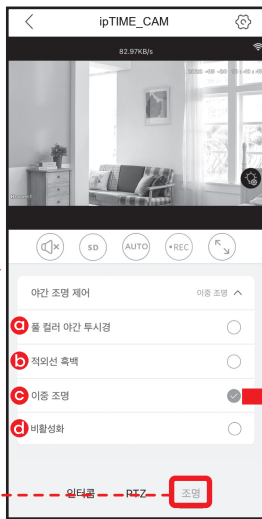 ipTIME_CAM
82.97KB/s
SD
AUTO
REC
야간 조명 제어
이중 조명
a 풀 컬러 야간 투시경
b 적외선 흑백
c 이중 조명
d 비활성화
인터콤
PTZ
조명